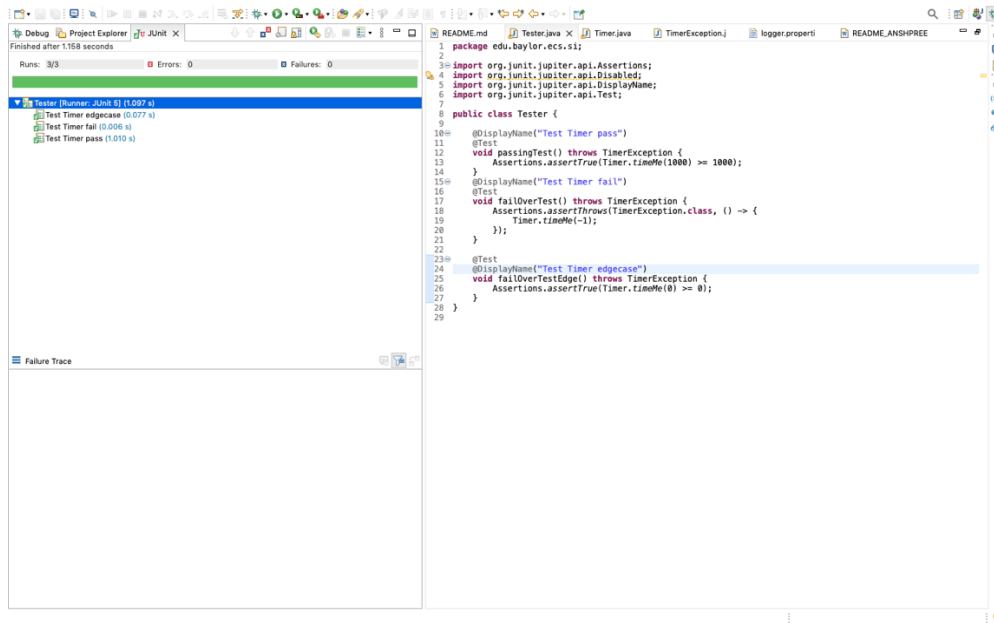 Debug Project Explorer JUnit
Finished after 1.158 seconds
Runs: 3/3 Errors: 0 Failures: 0
Tester [Runner: JUnit 5] (1.097 s)
Test Timer edgecase (0.077 s)
Test Timer fail (0.006 s)
Test Timer pass (1.010 s)
Failure Trace
README.md Tester.java Timer.java TimerException.j logger.properti README_ANSHPREE
1 package edu.baylor.ecs.si;
2
3 import org.junit.jupiter.api.Assertions;
4 import org.junit.jupiter.api.Disabled;
5 import org.junit.jupiter.api.DisplayName;
6 import org.junit.jupiter.api.Test;
7
8 public class Tester {
9
10 @DisplayName("Test Timer pass")
11 @Test
12 void passingTest() throws TimerException {
13 Assertions.assertTrue(Timer.timeMe(1000) >= 1000);
14 }
15 @DisplayName("Test Timer fail")
16 @Test
17 void failOverTest() throws TimerException {
18 Assertions.assertThrows(TimerException.class, () -> {
19 Timer.timeMe(-1);
20 });
21 }
22
23 @Test
24 @DisplayName("Test Timer edgecase")
25 void failOverTestEdge() throws TimerException {
26 Assertions.assertTrue(Timer.timeMe(0) >= 0);
27 }
28 }
29